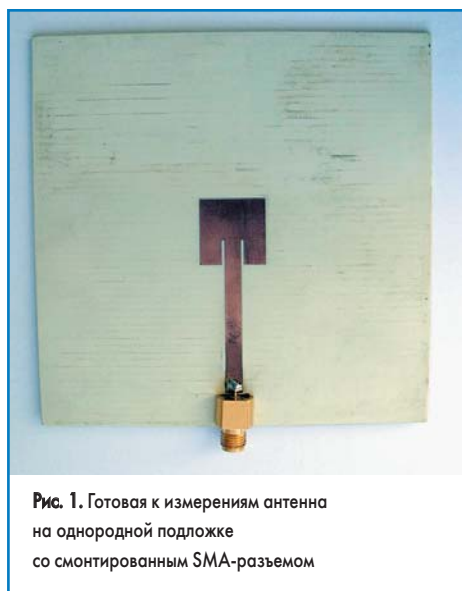 Рис. 1. Готовая к измерениям антенна
на однородной подложке
со смонтированным SMA-разъемом